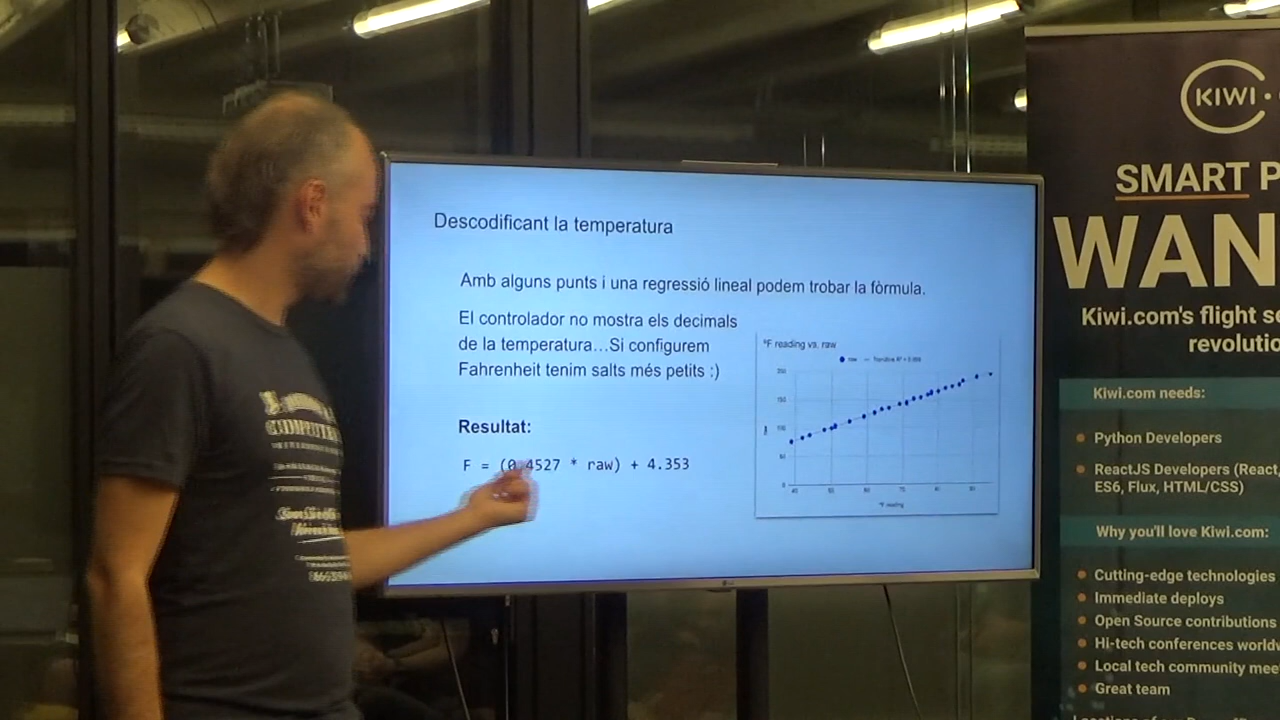 Descodificant la temperatura
Amb alguns punts i una regressió lineal podem trobar la fòrmula.
El controlador no mostra els decimals
de la temperatura...Si configurem
Fahrenheit tenim salts més petits :)
Resultat:
F = (0.4527 * raw) + 4.353
°F reading vs. raw
raw
°F reading
KIWI
SMART P
WAN
Kiwi.com's flight se
revolutio
Kiwi.com needs:
Python Developers
ReactJS Developers (React,
ES6, Flux, HTML/CSS)
Why you'll love Kiwi.com:
Cutting-edge technologies
Immediate deploys
Open Source contributions
Hi-tech conferences worldw
Local tech community mee
Great team